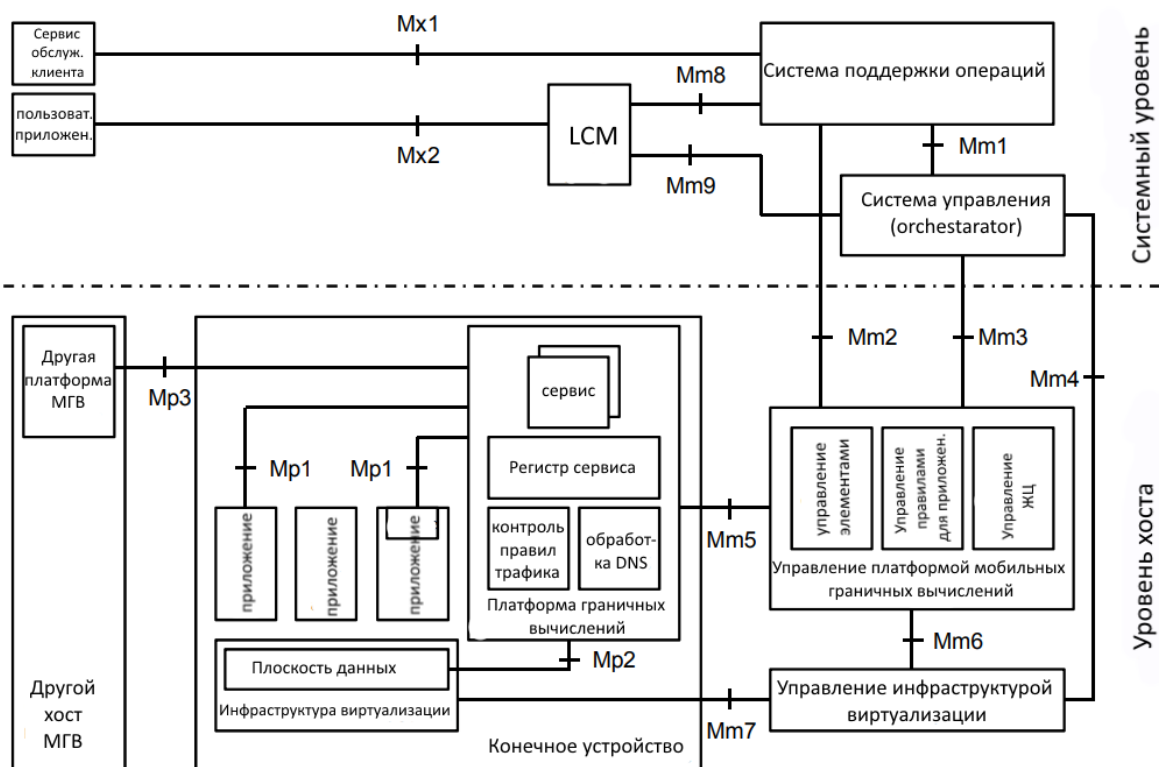 Сервис
обслуж.
клиента
Mx1
Система поддержки операций
Mm8
пользоват.
приложен.
Mx2
LCM
Mm9
Mm1
Система управления
(orchestarator)
Системный уровень
Другая
платформа
МГВ
Mp3
сервис
Mm2
Mm3
Mm4
Mp1
Mp1
Регистр сервиса
приложение
приложение
приложение
контроль
правил
трафика
обработ-
ка DNS
Платформа граничных
вычислений
Mm5
управление
элементами
Управление
правилами
для приложен.
Управление
ЖЦ
Управление платформой мобильных
граничных вычислений
Уровень хоста
Mp2
Mm6
Плоскость данных
Инфраструктура виртуализации
Mm7
Управление инфраструктурой
виртуализации
Другой
хост
МГВ
Конечное устройство